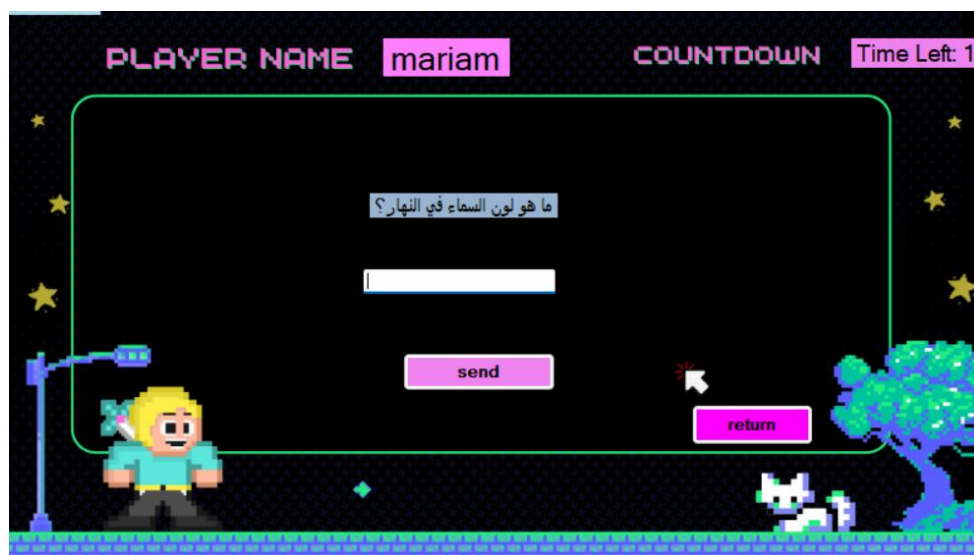 PLAYER NAME mariam COUNTDOWN Time Left: 1
ما هو لون السماء في النهار؟
send
return